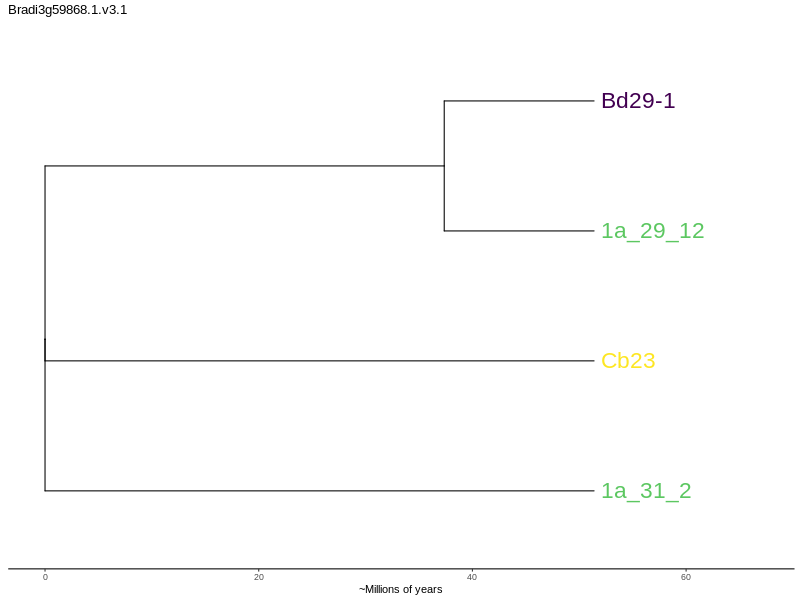 Bradi3g59868.1.v3.1
Bd29-1
1a_29_12
Cb23
1a_31_2
0 20 40 60
~Millions of years